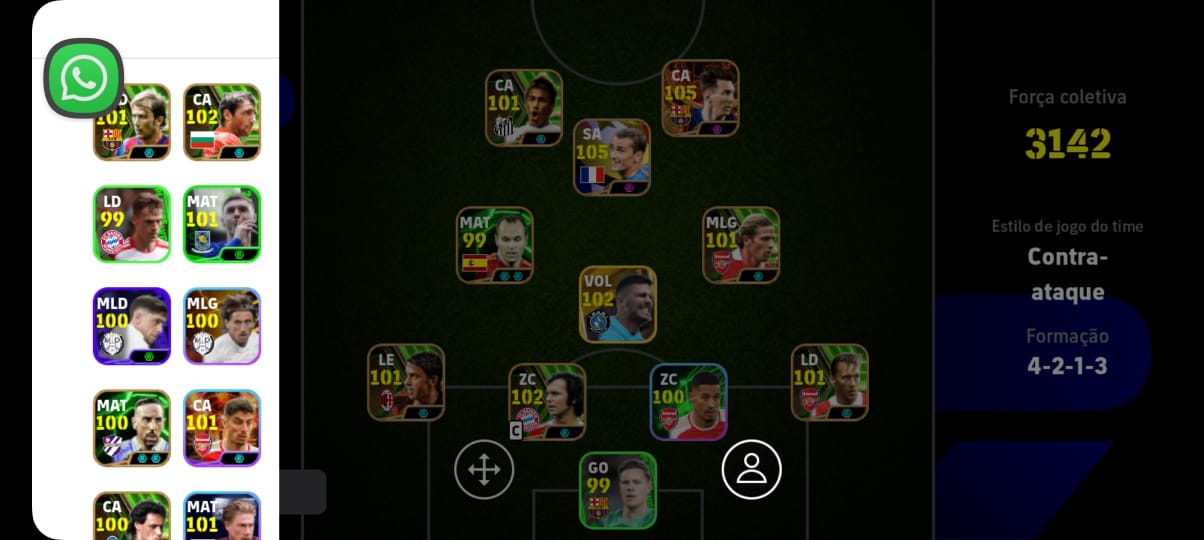 101
CA
102
LD
99
MAT
101
MLD
100
MLG
100
MAT
100
CA
101
CA
100
MAT
101
CA
101
CA
105
SA
105
MAT
99
MLG
101
VOL
102
LE
101
ZC
102
C
ZC
100
LD
101
GO
99
Força coletiva
3142
Estilo de jogo do time
Contra-
ataque
Formação
4-2-1-3